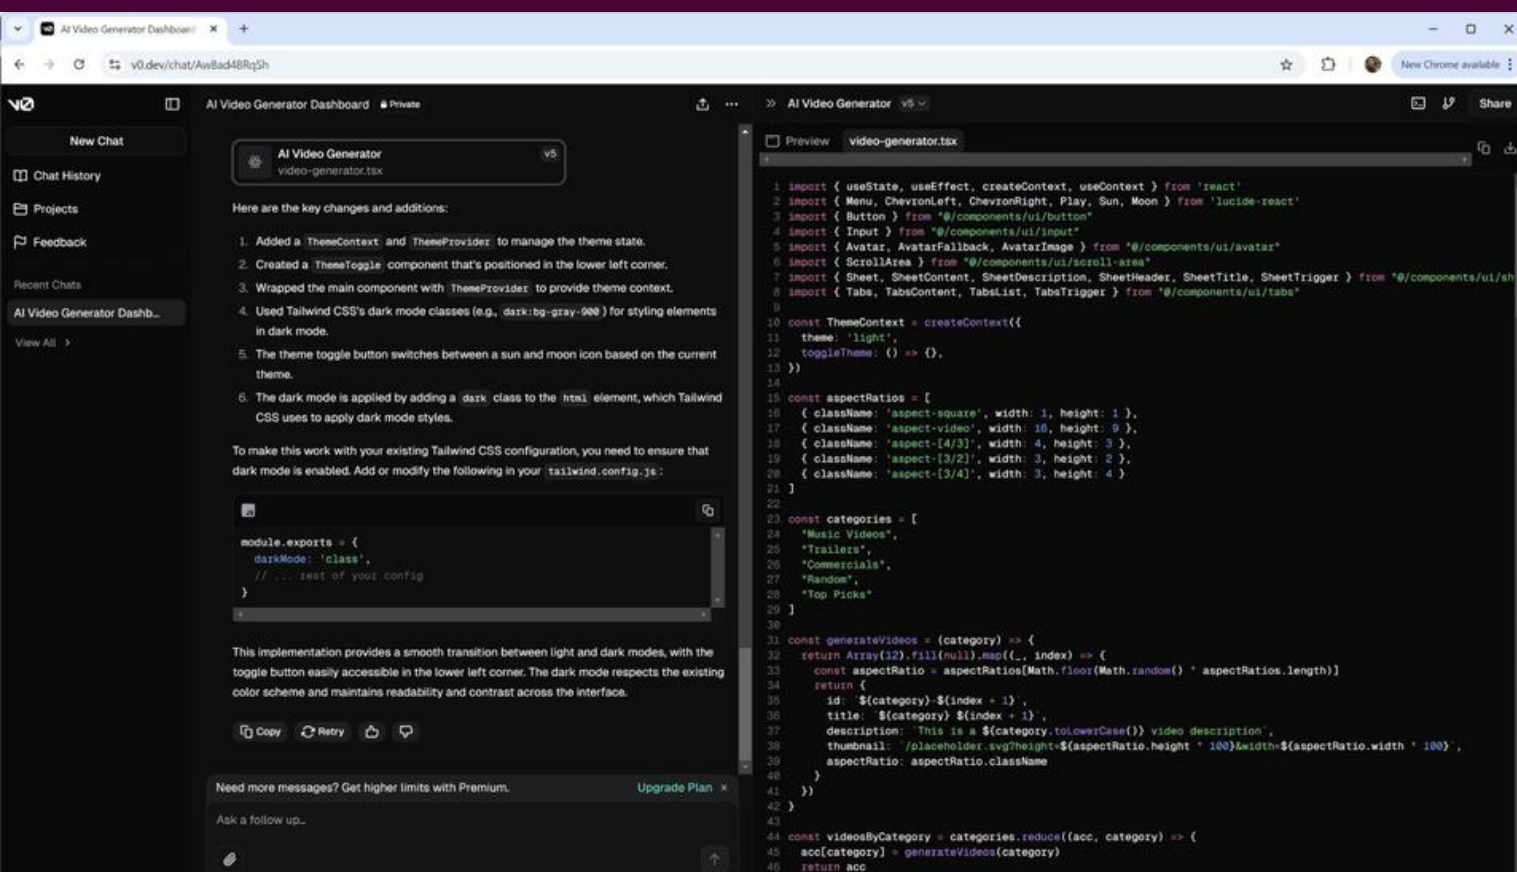 AI Video Generator Dashboard
v0.dev/chat/AwBad48RqSh
New Chrome available
v0
AI Video Generator Dashboard Private
New Chat
Chat History
Projects
Feedback
Recent Chats
AI Video Generator Dashb...
View All
AI Video Generator v5
video-generator.tsx
Here are the key changes and additions:
1. Added a ThemeContext and ThemeProvider to manage the theme state.
2. Created a ThemeToggle component that's positioned in the lower left corner.
3. Wrapped the main component with ThemeProvider to provide theme context.
4. Used Tailwind CSS's dark mode classes (e.g., dark:bg-gray-900 ) for styling elements
in dark mode.
5. The theme toggle button switches between a sun and moon icon based on the current
theme.
6. The dark mode is applied by adding a dark class to the html element, which Tailwind
CSS uses to apply dark mode styles.
To make this work with your existing Tailwind CSS configuration, you need to ensure that
dark mode is enabled. Add or modify the following in your tailwind.config.js :
module.exports = {
darkMode: 'class',
// ... rest of your config
}
This implementation provides a smooth transition between light and dark modes, with the
toggle button easily accessible in the lower left corner. The dark mode respects the existing
color scheme and maintains readability and contrast across the interface.
Copy Retry
Need more messages? Get higher limits with Premium. Upgrade Plan ×
Ask a follow up...
AI Video Generator v5
Share
Preview video-generator.tsx
1 import { useState, useEffect, createContext, useContext } from 'react'
2 import { Menu, ChevronLeft, ChevronRight, Play, Sun, Moon } from 'lucide-react'
3 import { Button } from "@/components/ui/button"
4 import { Input } from "@/components/ui/input"
5 import { Avatar, AvatarFallback, AvatarImage } from "@/components/ui/avatar"
6 import { ScrollArea } from "@/components/ui/scroll-area"
7 import { Sheet, SheetContent, SheetDescription, SheetHeader, SheetTitle, SheetTrigger } from "@/components/ui/sh
8 import { Tabs, TabsContent, TabsList, TabsTrigger } from "@/components/ui/tabs"
9
10 const ThemeContext = createContext({
11 theme: 'light',
12 toggleTheme: () => {},
13 })
14
15 const aspectRatios = [
16 { className: 'aspect-square', width: 1, height: 1 },
17 { className: 'aspect-video', width: 16, height: 9 },
18 { className: 'aspect-[4/3]', width: 4, height: 3 },
19 { className: 'aspect-[3/2]', width: 3, height: 2 },
20 { className: 'aspect-[3/4]', width: 3, height: 4 }
21 ]
22
23 const categories = [
24 "Music Videos",
25 "Trailers",
26 "Commercials",
27 "Random",
28 "Top Picks"
29 ]
30
31 const generateVideos = (category) => {
32 return Array(12).fill(null).map((_, index) => {
33 const aspectRatio = aspectRatios[Math.floor(Math.random() * aspectRatios.length)]
34 return {
35 id: `${category}-${index + 1}`,
36 title: `${category} ${index + 1}`,
37 description: `This is a ${category.toLowerCase()} video description`,
38 thumbnail: `/placeholder.svg?height=${aspectRatio.height * 100}&width=${aspectRatio.width * 100}`,
39 aspectRatio: aspectRatio.className
40 }
41 })
42 }
43
44 const videosByCategory = categories.reduce((acc, category) => {
45 acc[category] = generateVideos(category)
46 return acc